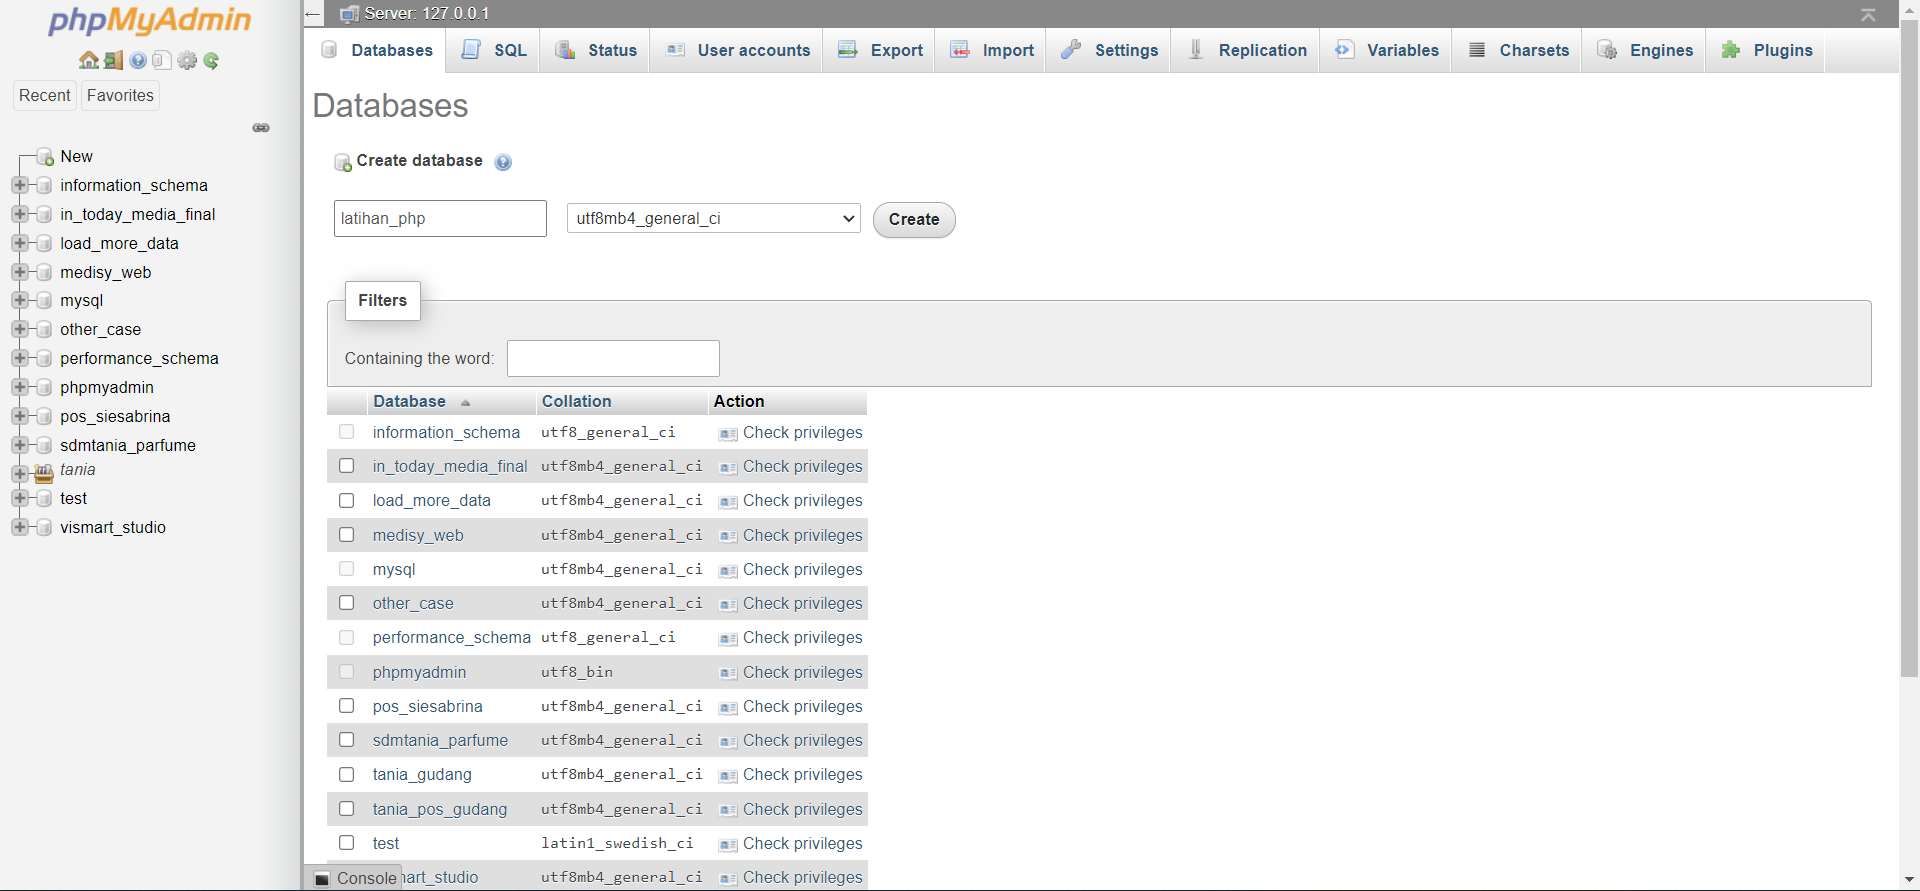 phpMyAdmin
Recent Favorites
New
information_schema
in_today_media_final
load_more_data
medisy_web
mysql
other_case
performance_schema
phpmyadmin
pos_siesabrina
sdmtania_parfume
tania
test
vismart_studio
Server: 127.0.0.1
Databases SQL Status User accounts Export Import Settings Replication Variables Charsets Engines Plugins
Databases
Create database
latihan_php utf8mb4_general_ci Create
Filters
Containing the word:
Database Collation Action
information_schema utf8_general_ci Check privileges
in_today_media_final utf8mb4_general_ci Check privileges
load_more_data utf8mb4_general_ci Check privileges
medisy_web utf8mb4_general_ci Check privileges
mysql utf8mb4_general_ci Check privileges
other_case utf8mb4_general_ci Check privileges
performance_schema utf8_general_ci Check privileges
phpmyadmin utf8_bin Check privileges
pos_siesabrina utf8mb4_general_ci Check privileges
sdmtania_parfume utf8mb4_general_ci Check privileges
tania_gudang utf8mb4_general_ci Check privileges
tania_pos_gudang utf8mb4_general_ci Check privileges
test latin1_swedish_ci Check privileges
Console mart_studio utf8mb4_general_ci Check privileges